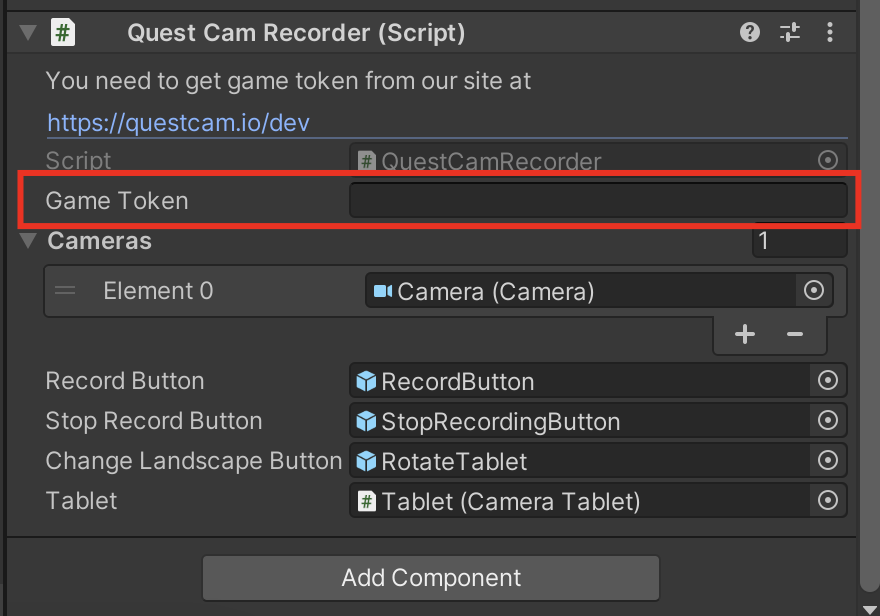 Quest Cam Recorder (Script)
You need to get game token from our site at
https://questcam.io/dev
Script QuestCamRecorder
Game Token
Cameras 1
Element 0 Camera (Camera)
Record Button RecordButton
Stop Record Button StopRecordingButton
Change Landscape Button RotateTablet
Tablet Tablet (Camera Tablet)
Add Component